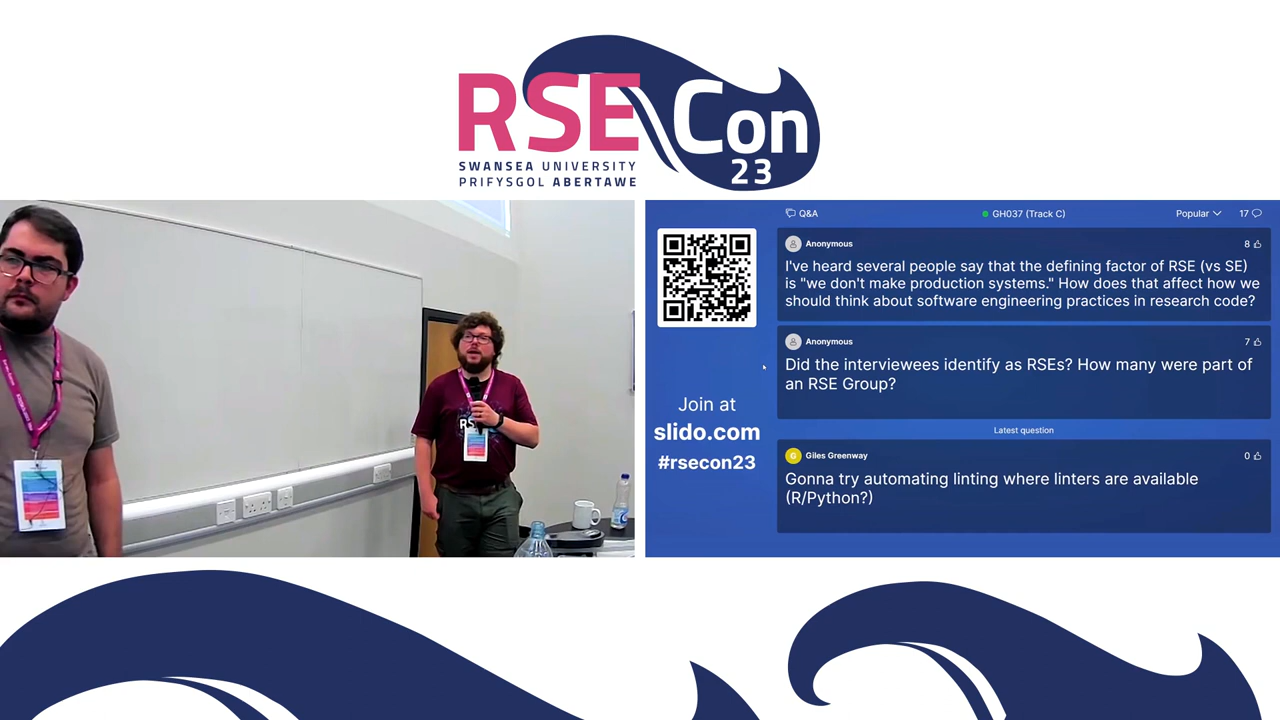 RSE Con
23
SWANSEA UNIVERSITY
PRIFYSGOL ABERTAWE
RS
Q&A
GH037 (Track C)
Popular
17
Join at
slido.com
#rsecon23
Anonymous
8
I've heard several people say that the defining factor of RSE (vs SE)
is "we don't make production systems." How does that affect how we
should think about software engineering practices in research code?
Anonymous
7
Did the interviewees identify as RSEs? How many were part of
an RSE Group?
Latest question
G
Giles Greenway
0
Gonna try automating linting where linters are available
(R/Python?)